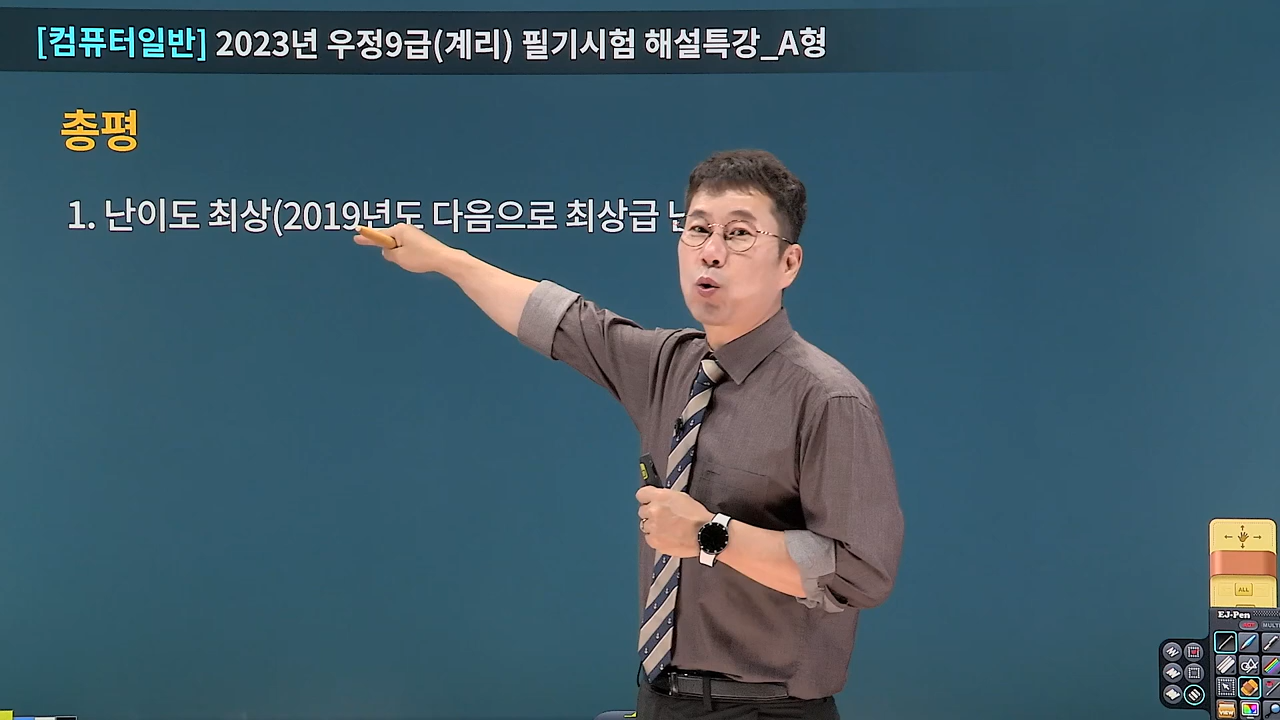 [컴퓨터일반] 2023년 우정9급(계리) 필기시험 해설특강_A형
총평
1. 난이도 최상(2019년도 다음으로 최상급
ALL
EJ-Pen
VIEW